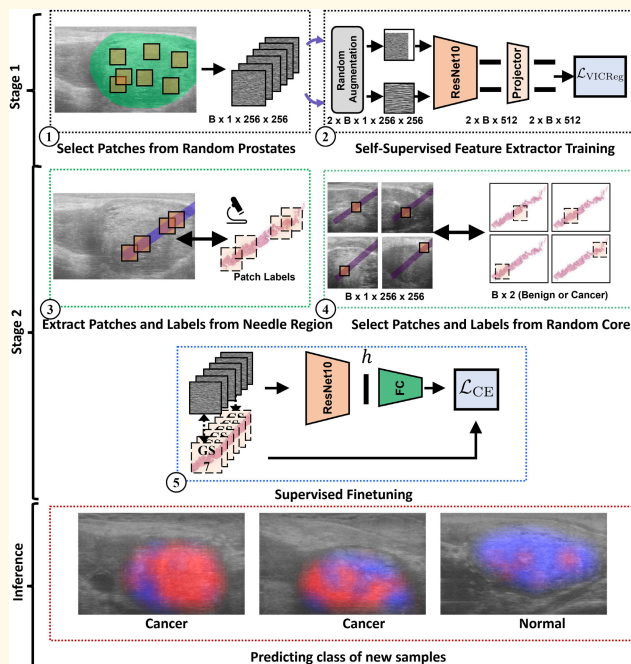 Stage 1
B x 1 x 256 x 256
1
Select Patches from Random Prostates
Random
Augmentation
ResNet10
Projector
ℒVICReg
2 x B x 1 x 256 x 256
2 x B x 512
2 x B x 512
2
Self-Supervised Feature Extractor Training
Stage 2
Patch Labels
3
Extract Patches and Labels from Needle Region
B x 1 x 256 x 256
B x 2 (Benign or Cancer)
4
Select Patches and Labels from Random Core
ResNet10
h
FC
ℒCE
GS
7
5
Supervised Finetuning
Inference
Cancer
Cancer
Normal
Predicting class of new samples